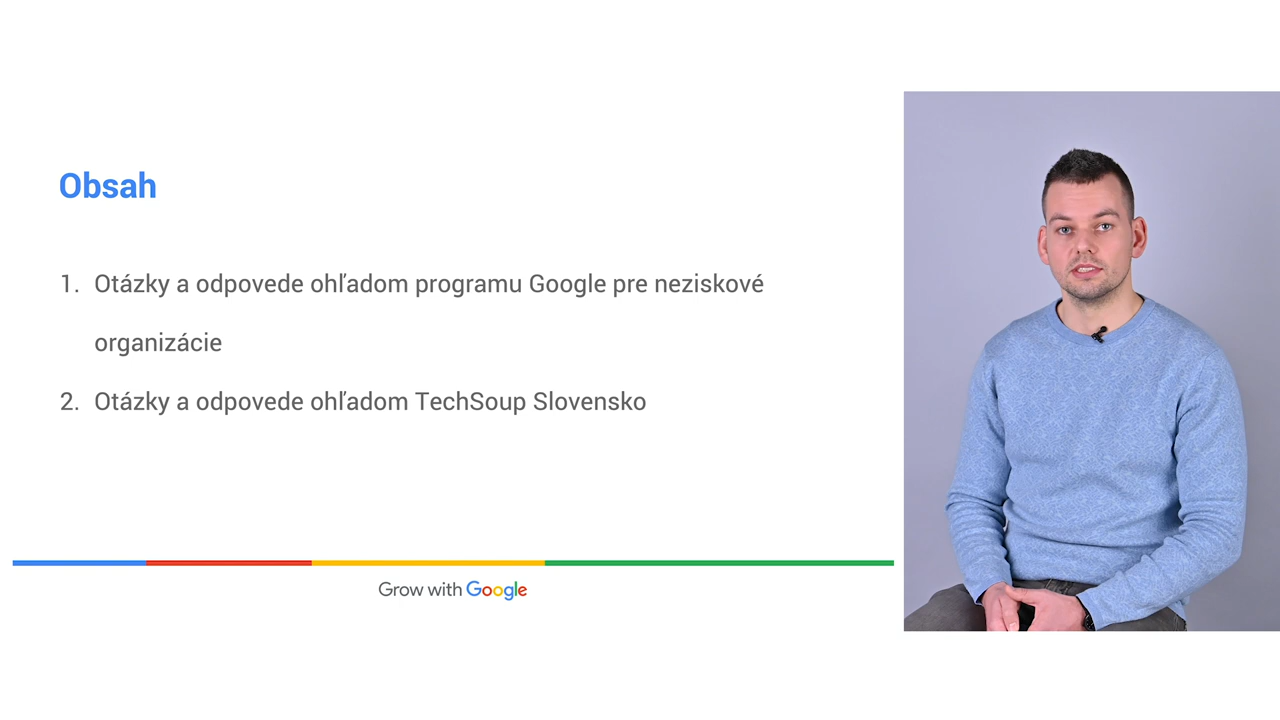 Obsah
1. Otázky a odpovede ohľadom programu Google pre neziskové
organizácie
2. Otázky a odpovede ohľadom TechSoup Slovensko
Grow with Google